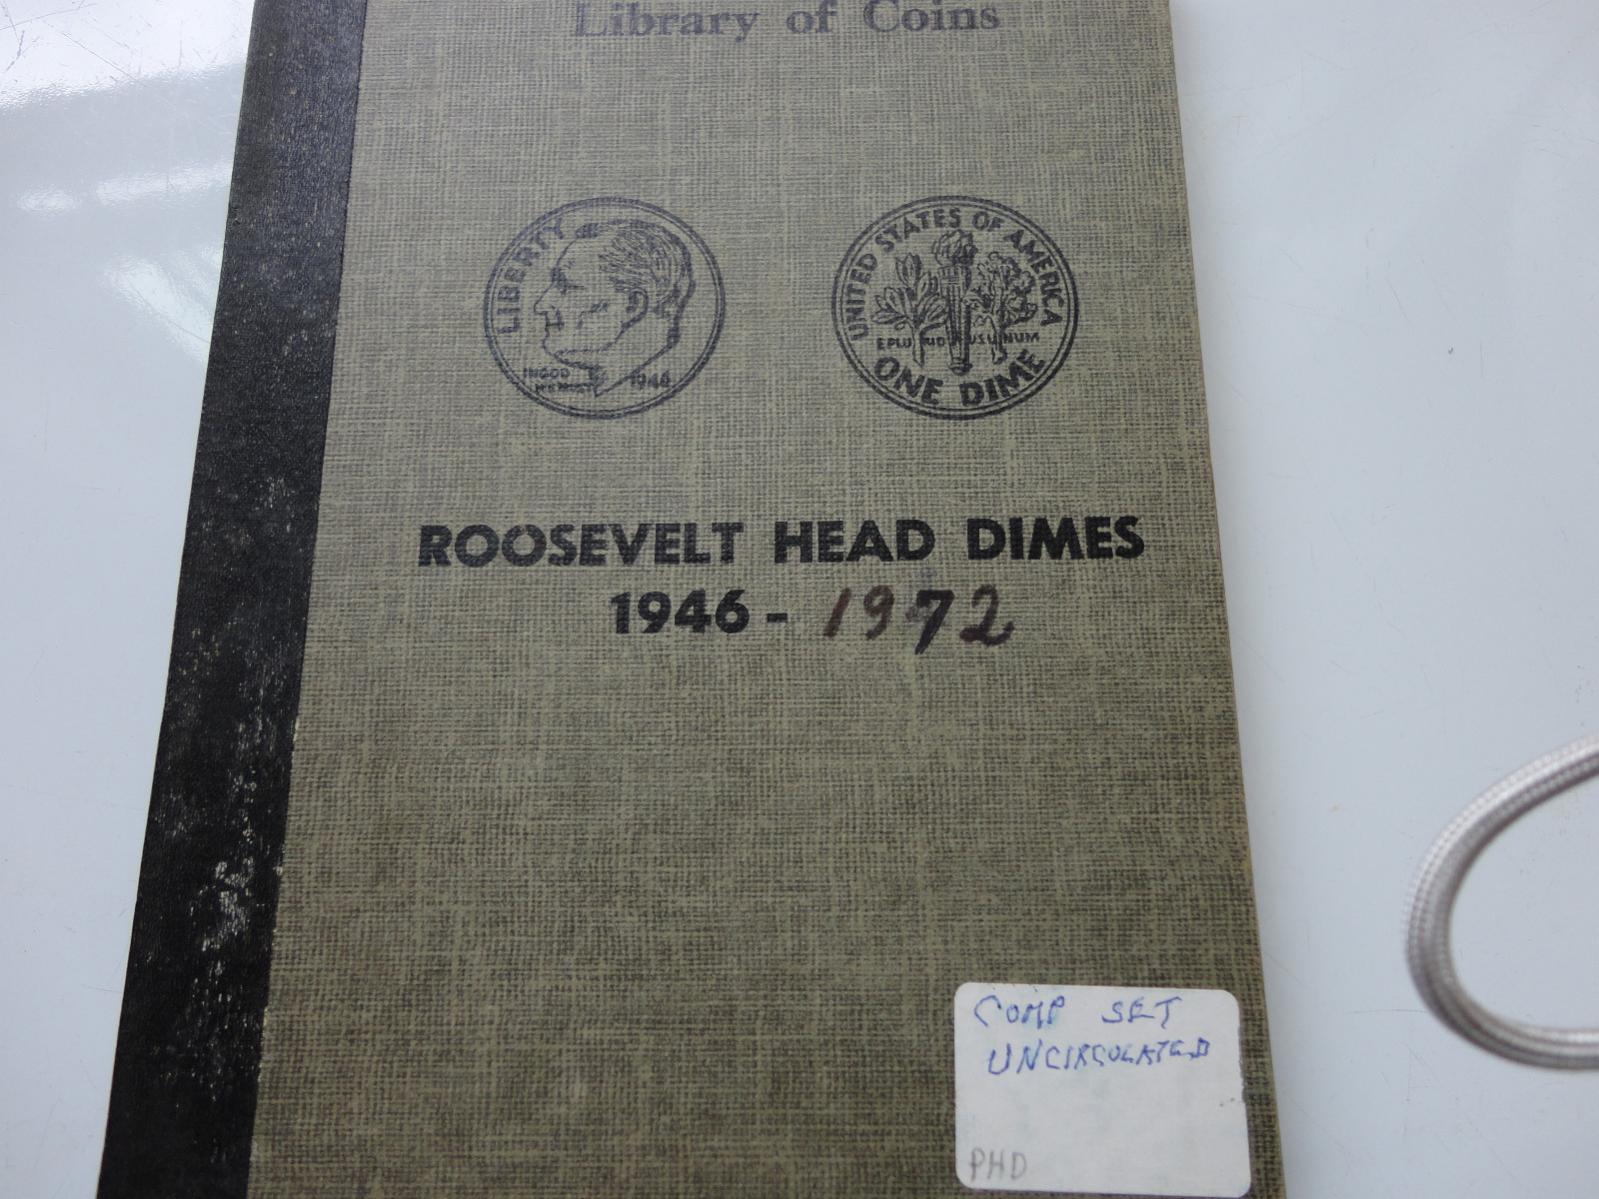 Library of Coins
LIBERTY
IN GOD
WE TRUST
1946
UNITED STATES OF AMERICA
E PLURIBUS UNUM
ONE DIME
ROOSEVELT HEAD DIMES
1946 - 1972
COMP SET
UNCIRCULATED
PHD